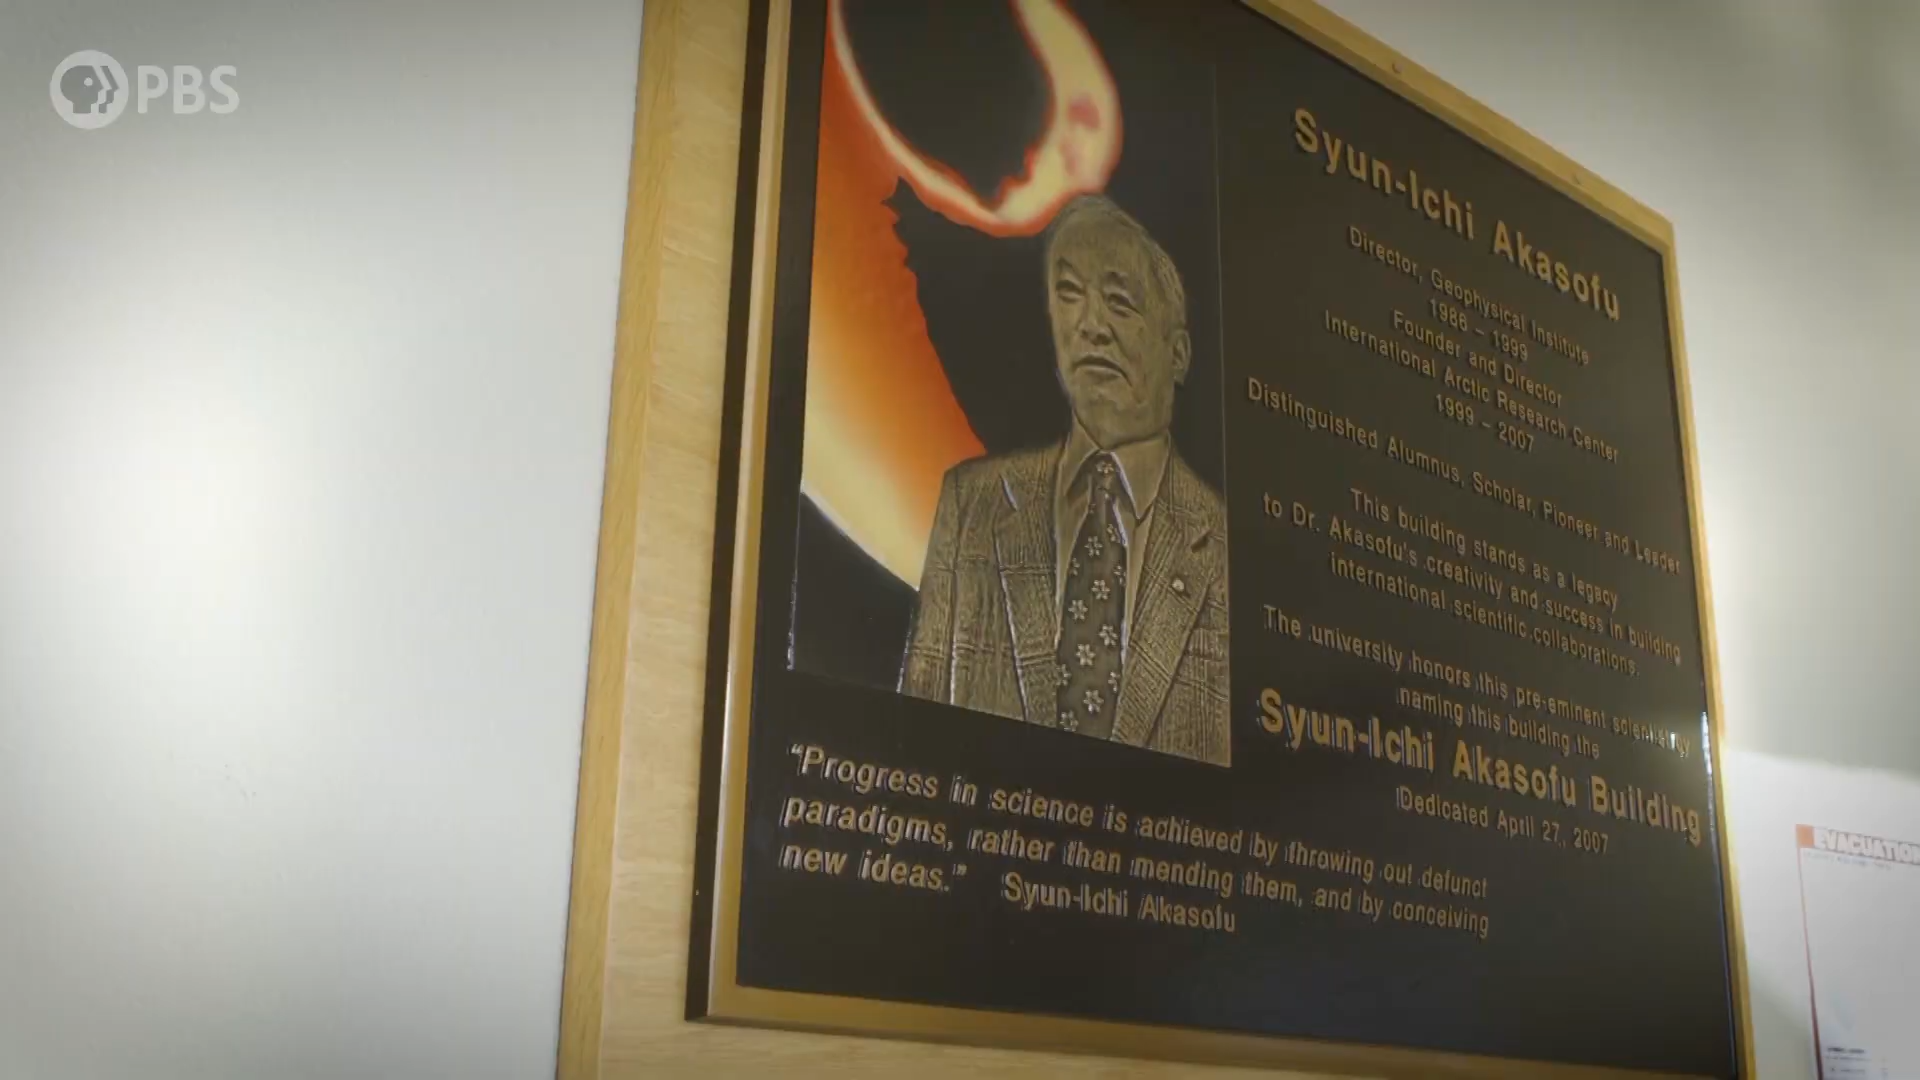 PBS
Syun-Ichi Akasofu
Director, Geophysical Institute
1986 – 1999
Founder and Director
International Arctic Research Center
1999 – 2007
Distinguished Alumnus, Scholar, Pioneer and Leader
This building stands as a legacy
to Dr. Akasofu's creativity and success in building
international scientific collaborations.
The university honors this pre-eminent scientist by
naming this building the
Syun-Ichi Akasofu Building
Dedicated April 27, 2007
“Progress in science is achieved by throwing out defunct
paradigms, rather than mending them, and by conceiving
new ideas.” Syun-Ichi Akasofu
EVACUATION